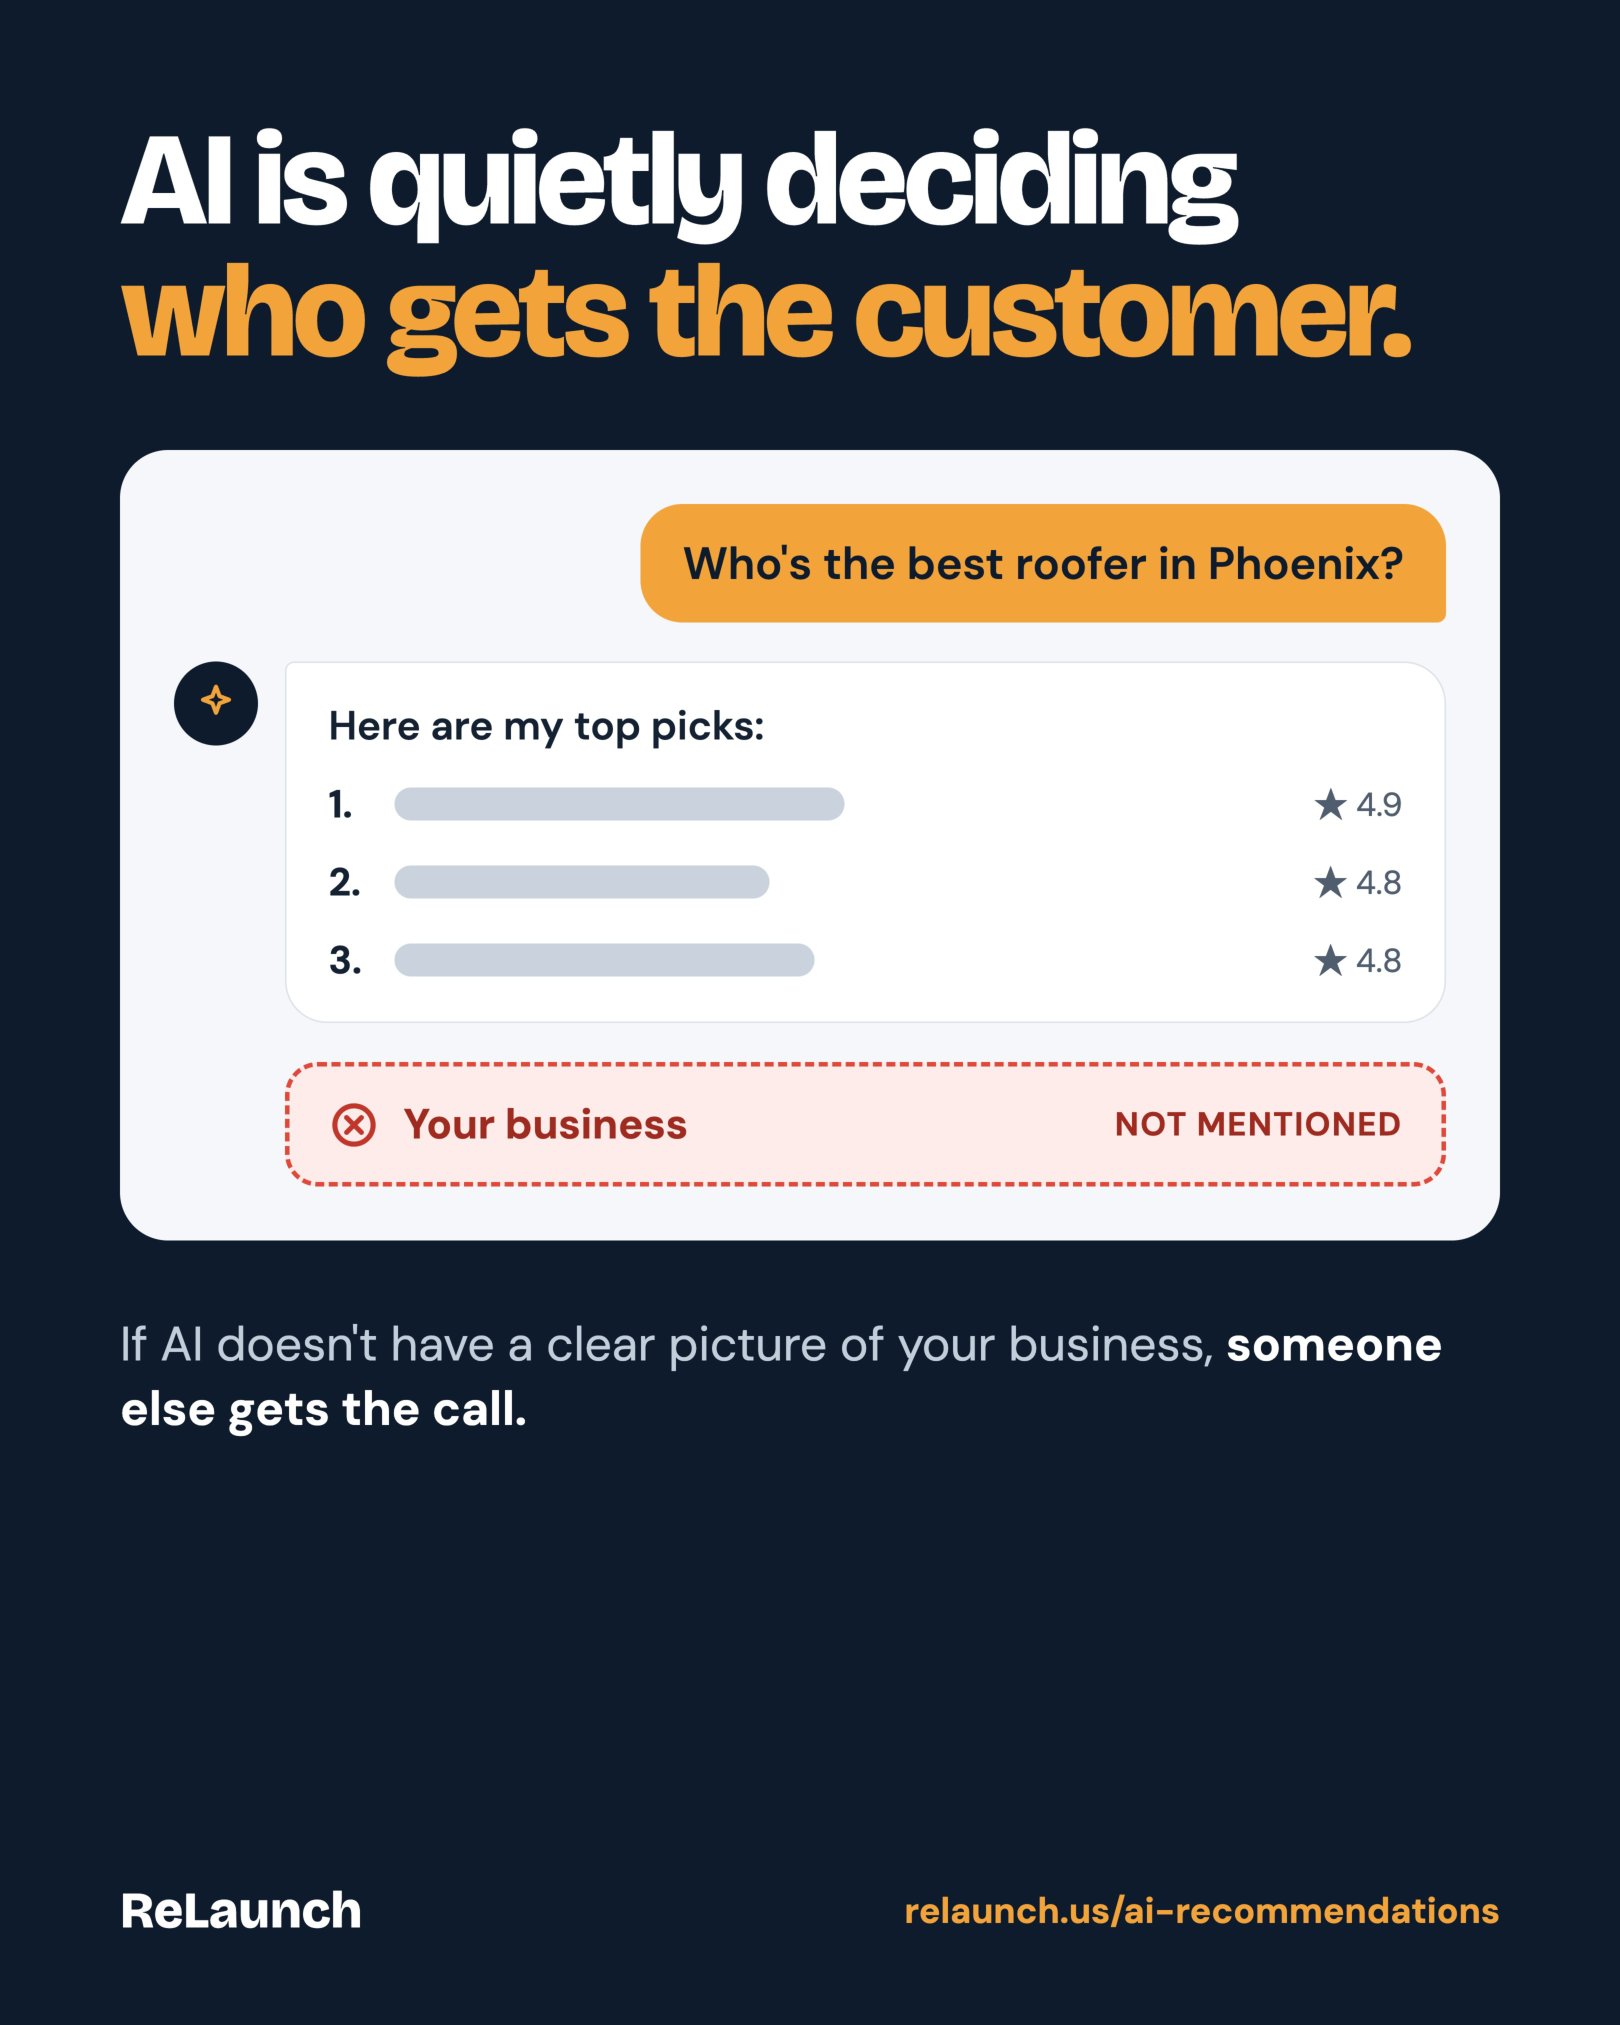 AI is quietly deciding
who gets the customer.
Who's the best roofer in Phoenix?
Here are my top picks:
1. ★ 4.9
2. ★ 4.8
3. ★ 4.8
Your business NOT MENTIONED
If AI doesn't have a clear picture of your business, someone
else gets the call.
ReLaunch relaunch.us/ai-recommendations